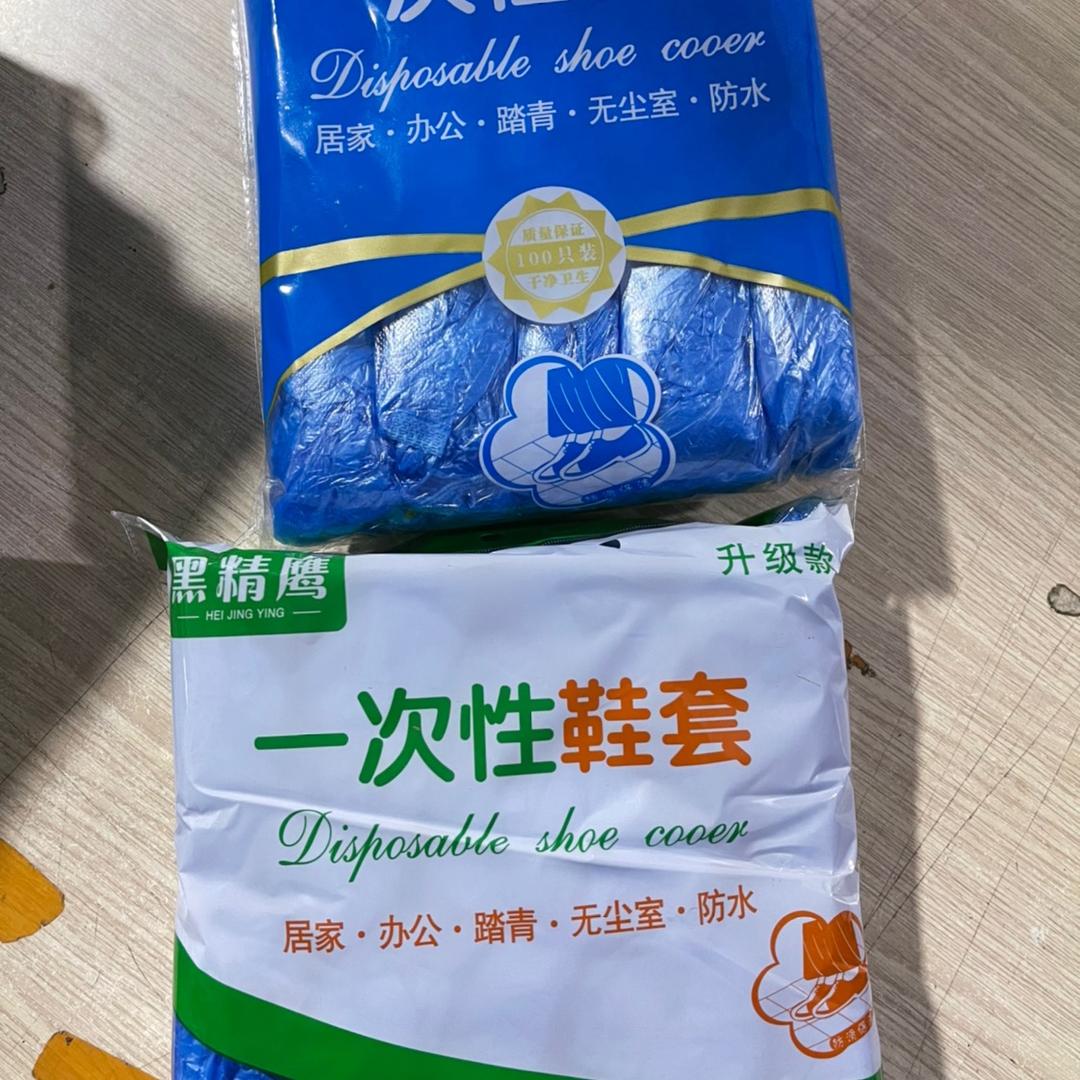 次性
Disposable shoe cooer
居家·办公·踏青·无尘室·防水
质量保证
100只装
干净卫生
黑精鹰
HEI JING YING
升级款
一次性鞋套
Disposable shoe cooer
居家·办公·踏青·无尘室·防水